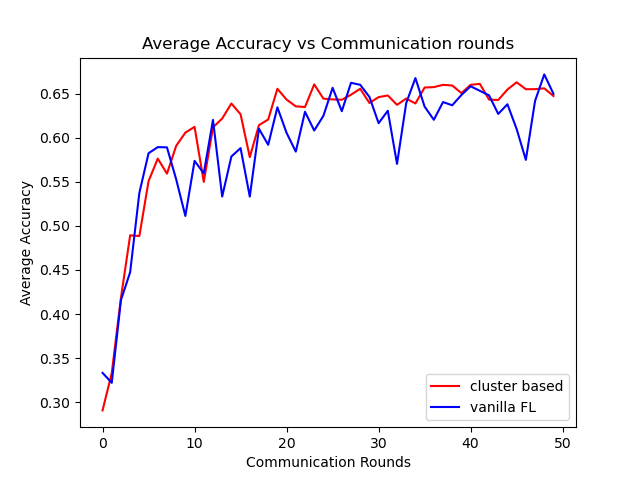 Average Accuracy vs Communication rounds
Average Accuracy
0.65
0.60
0.55
0.50
0.45
0.40
0.35
0.30
cluster based
vanilla FL
0 10 20 30 40 50
Communication Rounds